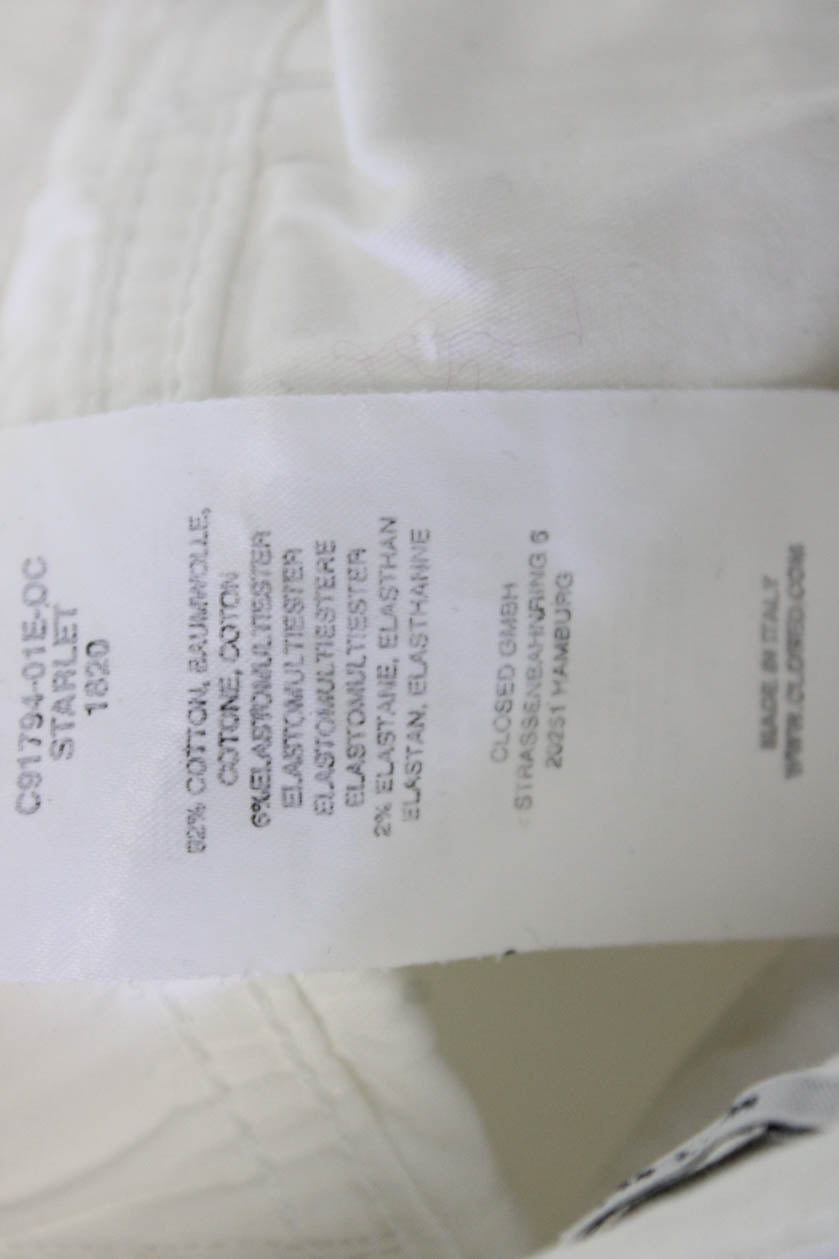 C91794-01E-0C
STARLET
1820
92% COTTON, BAUMWOLLE,
COTONE, COTON
6%ELASTOMULTIESTER
ELASTOMULTIESTER
ELASTOMULTIESTERE
ELASTOMULTIESTER
2% ELASTANE, ELASTHAN
ELASTAN, ELASTHANNE
CLOSED GMBH
STRASSENBAHNRING 6
20251 HAMBURG
MADE IN ITALY
WWW.CLOSED.COM